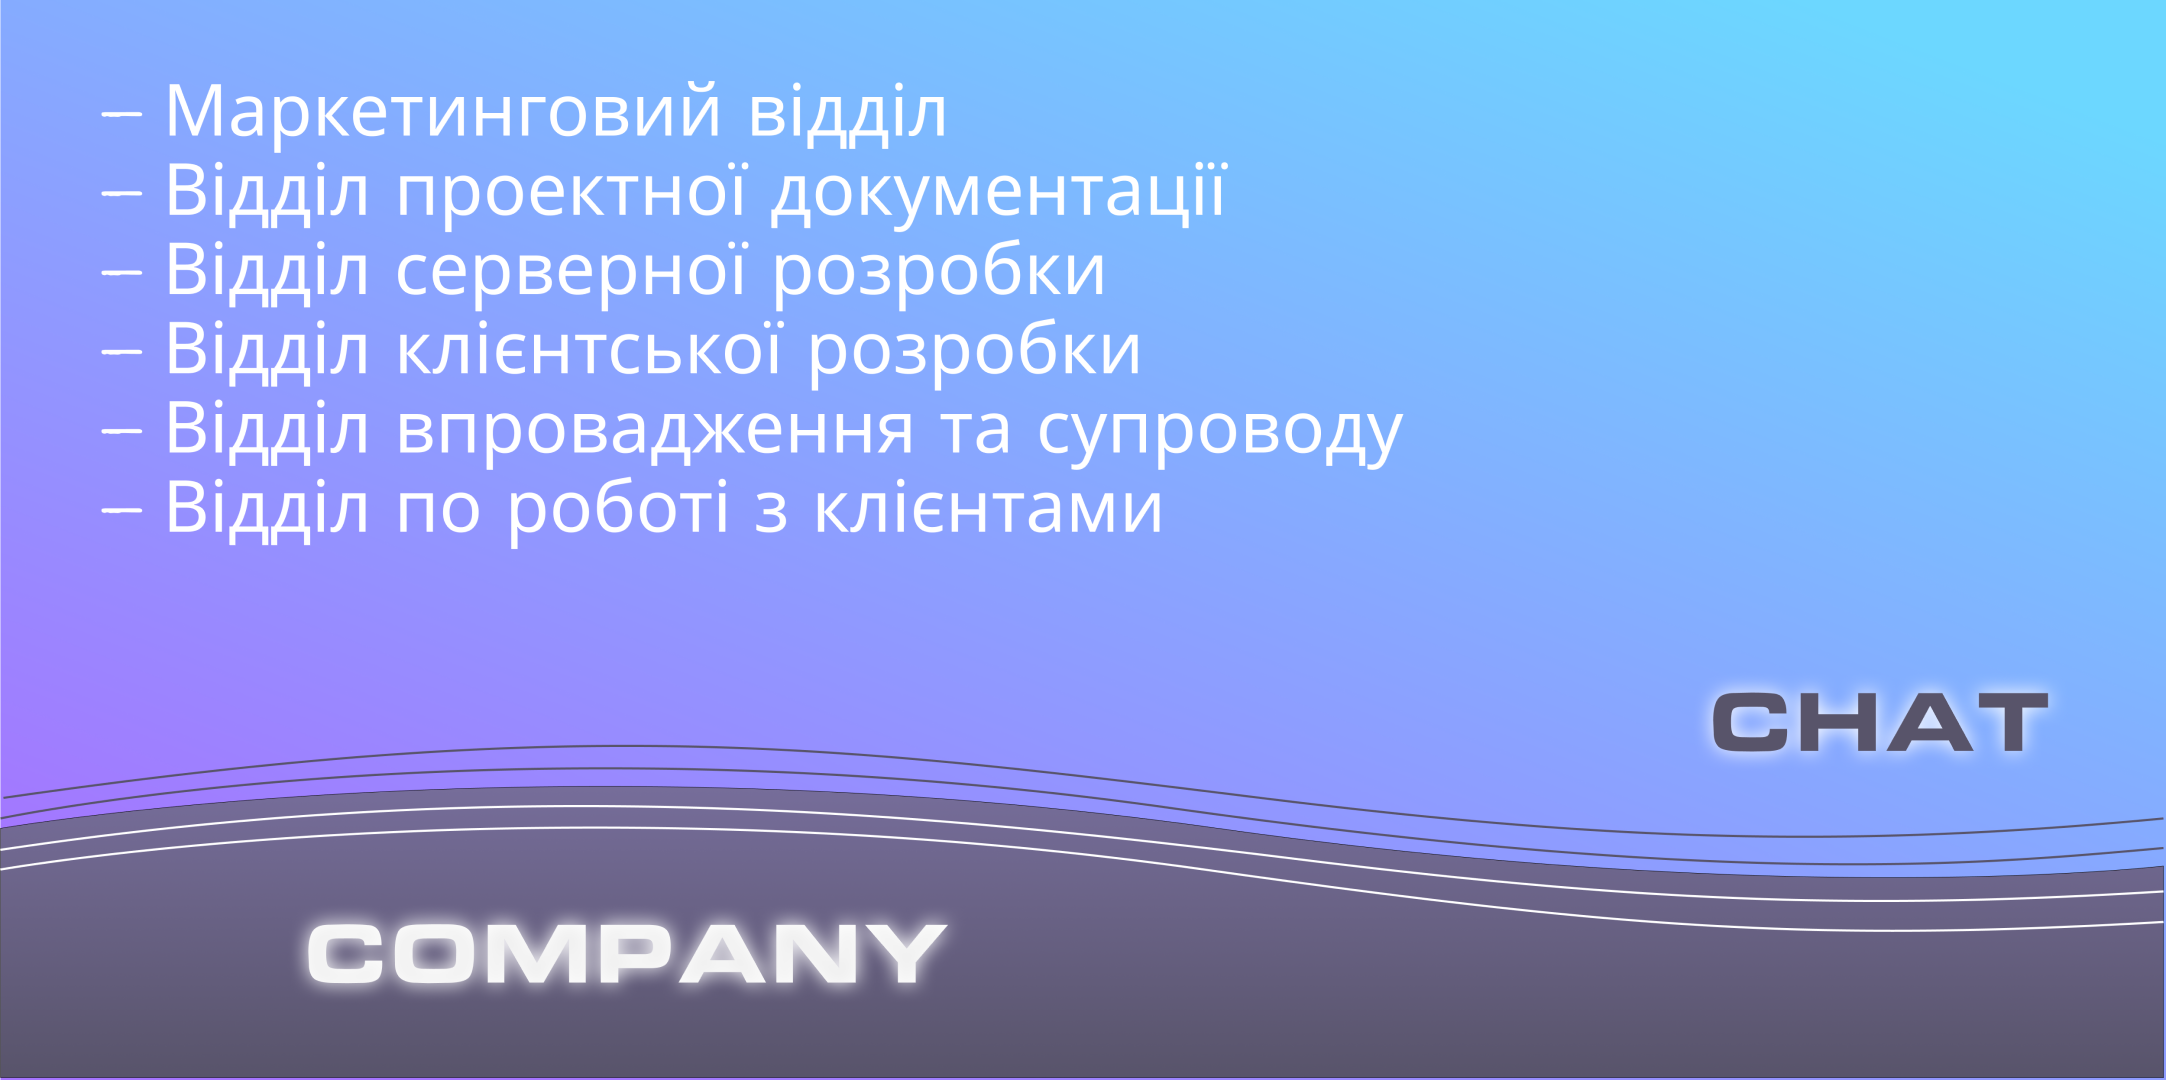 — Маркетинговий відділ
— Відділ проектної документації
— Відділ серверної розробки
— Відділ клієнтської розробки
— Відділ впровадження та супроводу
— Відділ по роботі з клієнтами
CHAT
COMPANY